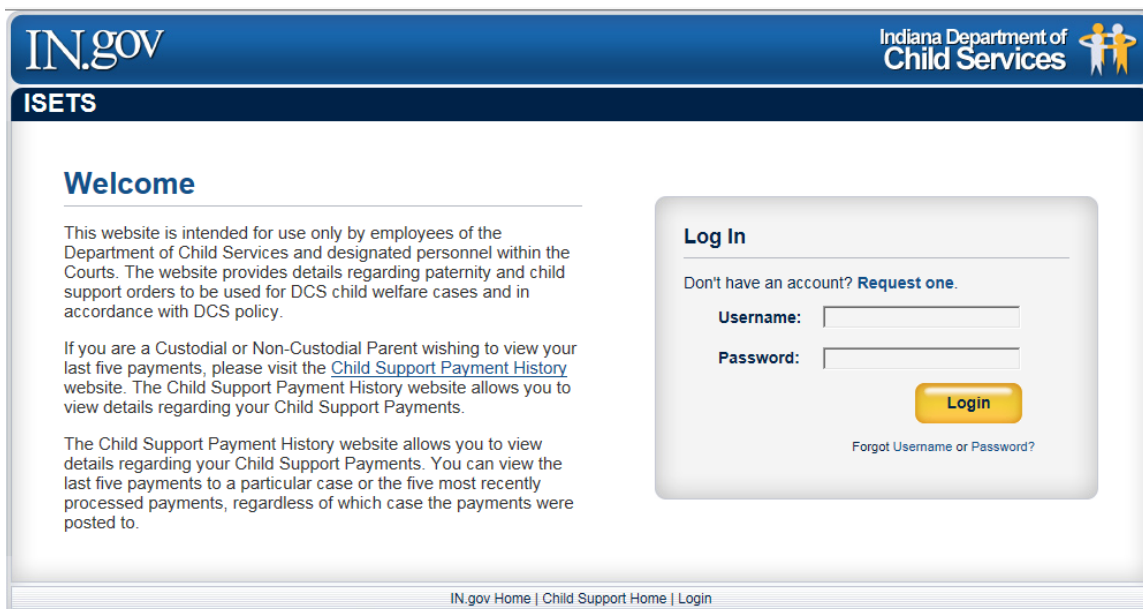 IN.gov
Indiana Department of
Child Services
ISETS
Welcome
This website is intended for use only by employees of the
Department of Child Services and designated personnel within the
Courts. The website provides details regarding paternity and child
support orders to be used for DCS child welfare cases and in
accordance with DCS policy.
If you are a Custodial or Non-Custodial Parent wishing to view your
last five payments, please visit the Child Support Payment History
website. The Child Support Payment History website allows you to
view details regarding your Child Support Payments.
The Child Support Payment History website allows you to view
details regarding your Child Support Payments. You can view the
last five payments to a particular case or the five most recently
processed payments, regardless of which case the payments were
posted to.
Log In
Don't have an account? Request one.
Username:
Password:
Login
Forgot Username or Password?
IN.gov Home | Child Support Home | Login